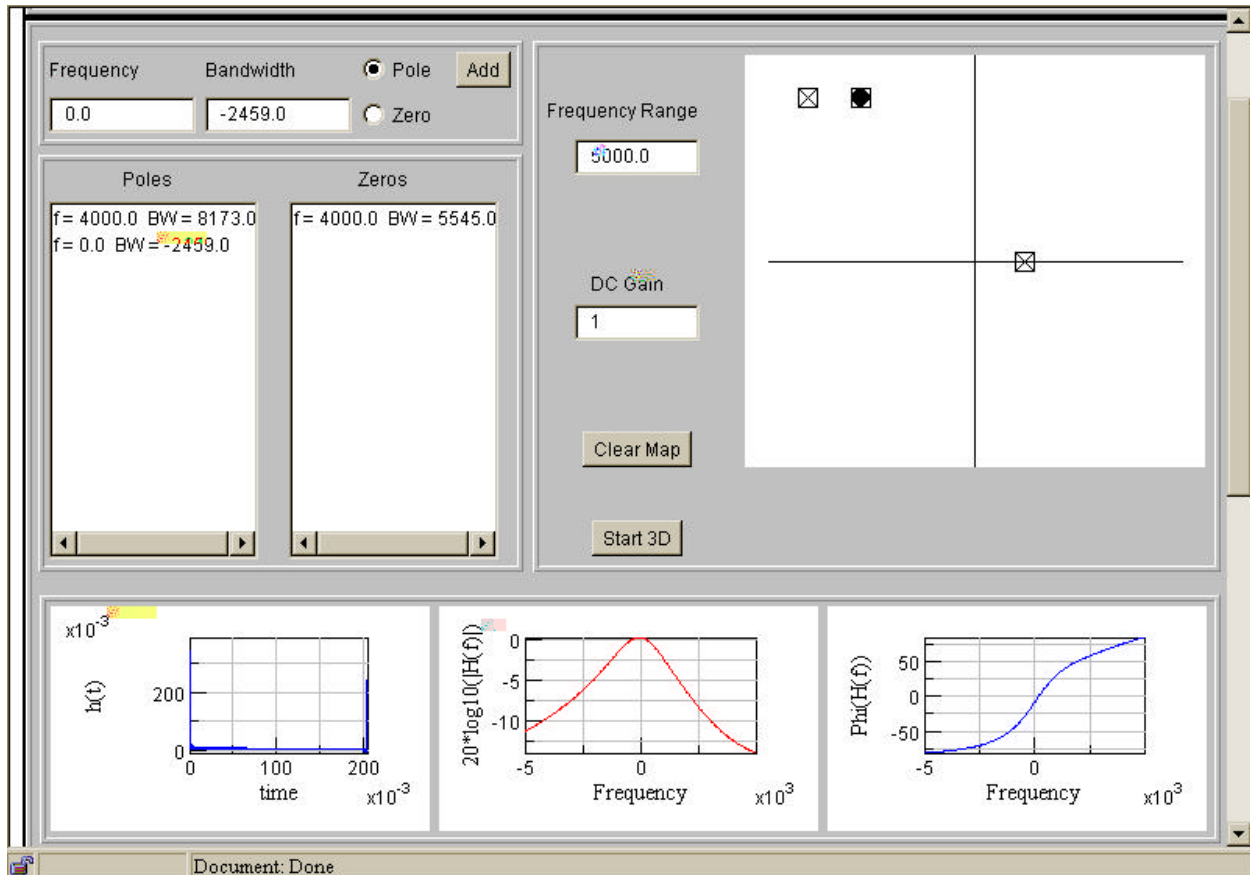 Frequency Bandwidth Pole Add
0.0 -2459.0 Zero
Poles Zeros
f= 4000.0 BW= 8173.0
f= 0.0 BW= -2459.0
f= 4000.0 BW= 5545.0
Frequency Range
5000.0
DC Gain
1
Clear Map
Start 3D
x10-3
h(t)
200
0
0 100 200
time x10-3
20*log10(|H(f)|)
0
-5
-10
-5 0
Frequency x103
Phi(H(f))
50
0
-50
-5 0
Frequency x103
Document: Done